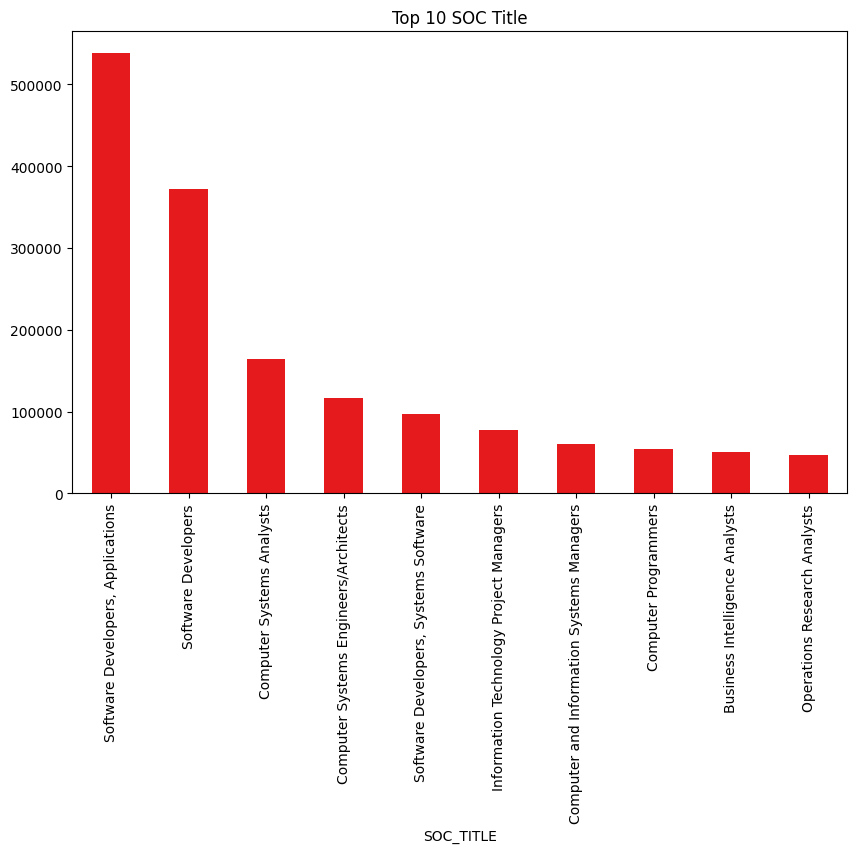 Top 10 SOC Title
500000
400000
300000
200000
100000
0
Software Developers, Applications
Software Developers
Computer Systems Analysts
Computer Systems Engineers/Architects
Software Developers, Systems Software
Information Technology Project Managers
Computer and Information Systems Managers
Computer Programmers
Business Intelligence Analysts
Operations Research Analysts
SOC_TITLE